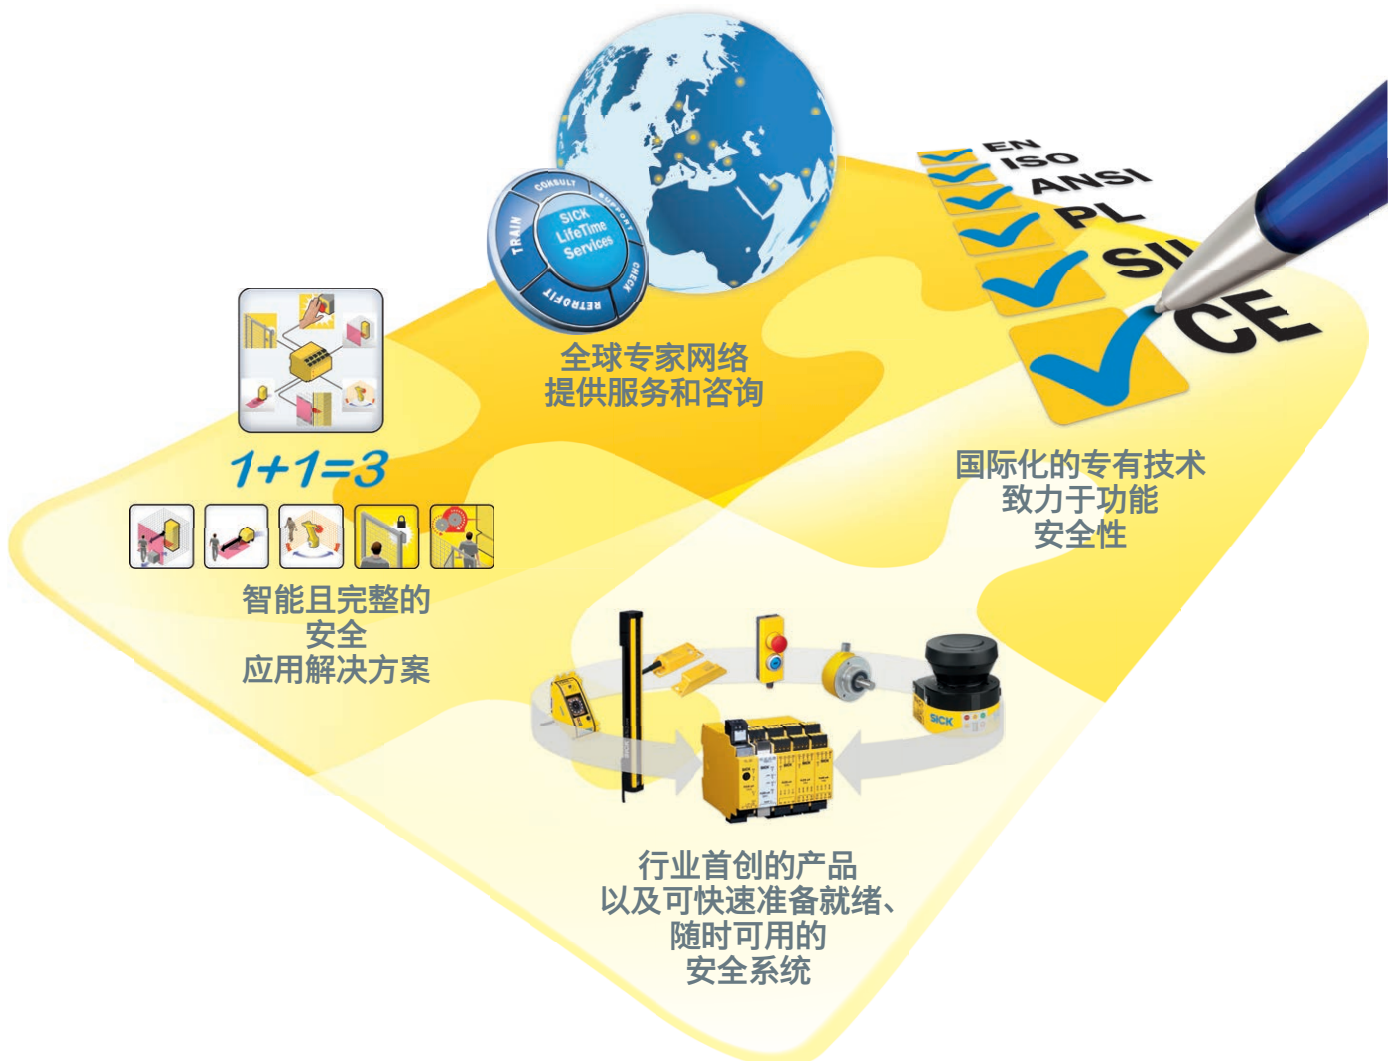 EN
ISO
ANSI
PL
SIL
CE
CONSULT
SUPPORT
TRAIN
CHECK
RETROFIT
SICK
LifeTime
Services
全球专家网络
提供服务和咨询
1+1=3
国际化的专有技术
致力于功能
安全性
智能且完整的
安全
应用解决方案
SICK
行业首创的产品
以及可快速准备就绪、
随时可用的
安全系统